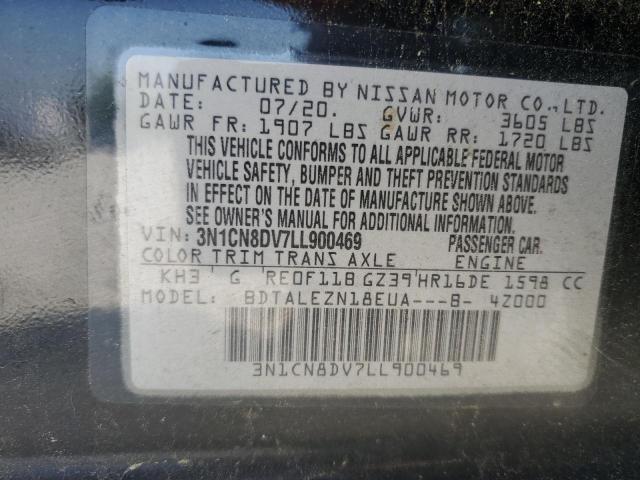 MANUFACTURED BY NISSAN MOTOR CO., LTD.
DATE: 07/20. GVWR: 3605 LBS
GAWR FR: 1907 LBS GAWR RR: 1720 LBS
THIS VEHICLE CONFORMS TO ALL APPLICABLE FEDERAL MOTOR
VEHICLE SAFETY, BUMPER AND THEFT PREVENTION STANDARDS
IN EFFECT ON THE DATE OF MANUFACTURE SHOWN ABOVE.
SEE OWNER'S MANUAL FOR ADDITIONAL INFORMATION.
VIN: 3N1CN8DV7LL900469 PASSENGER CAR.
COLOR TRIM TRANS AXLE ENGINE
KH3 G RE0F11B GZ39 HR16DE 1598 CC
MODEL: BDTALEZN18EUA---B- 4Z000
3N1CN8DV7LL900469